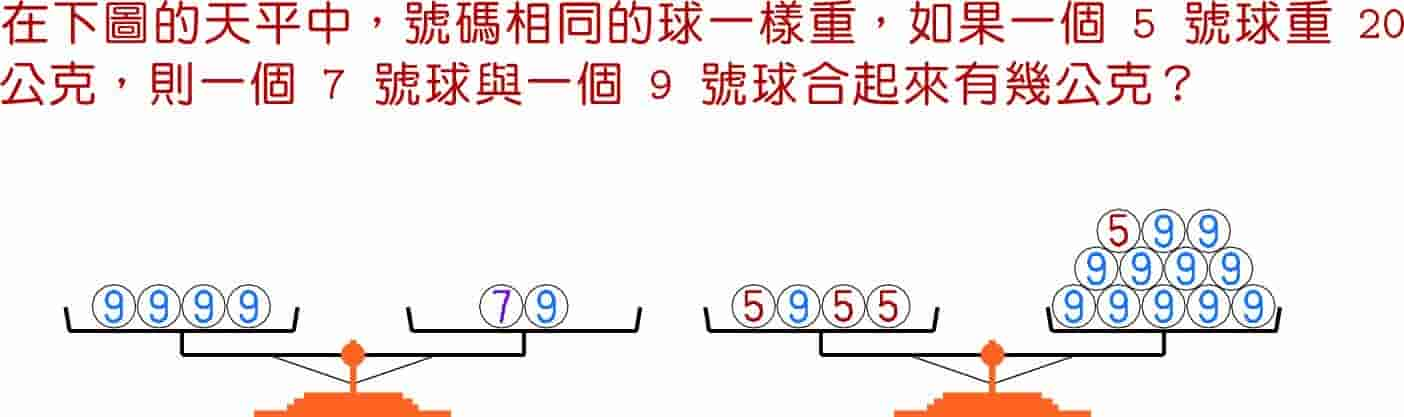 在下圖的天平中，號碼相同的球一樣重，如果一個 5 號球重 20
公克，則一個 7 號球與一個 9 號球合起來有幾公克？
5 9 9
9 9 9 9
9 9 9 9 7 9 5 9 5 5 9 9 9 9 9